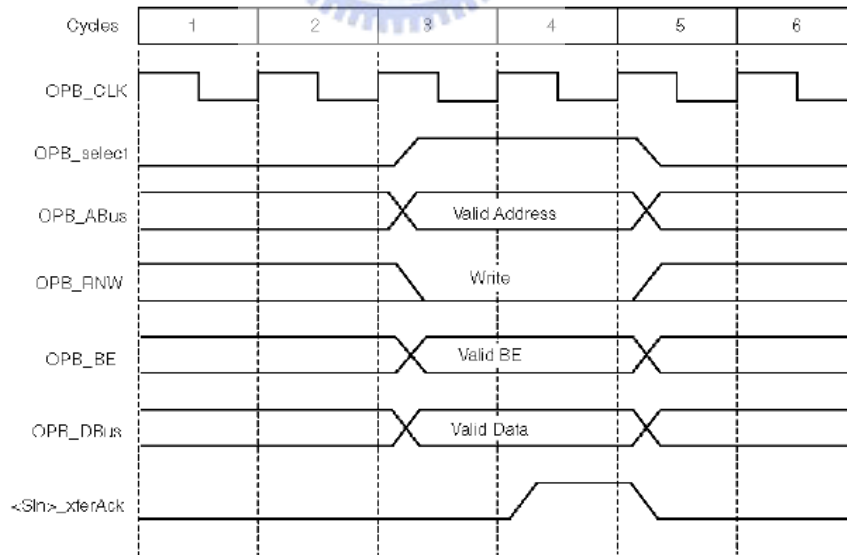 Cycles 1 2 3 4 5 6
OPB_CLK
OPB_select
OPB_ABus Valid Address
OPB_RNW Write
OPB_BE Valid BE
OPB_DBus Valid Data
<Sln>_xferAck